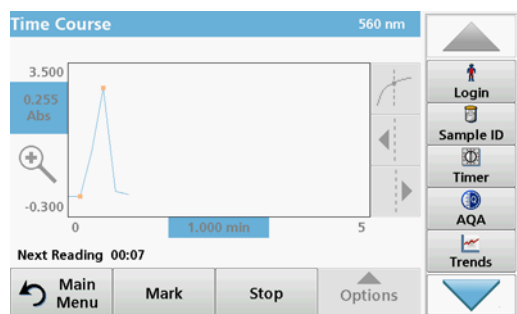 Time Course 560 nm
3.500
0.255
Abs
-0.300
0 1.000 min 5
Next Reading 00:07
Main
Menu
Mark
Stop
Options
Login
Sample ID
Timer
AQA
Trends